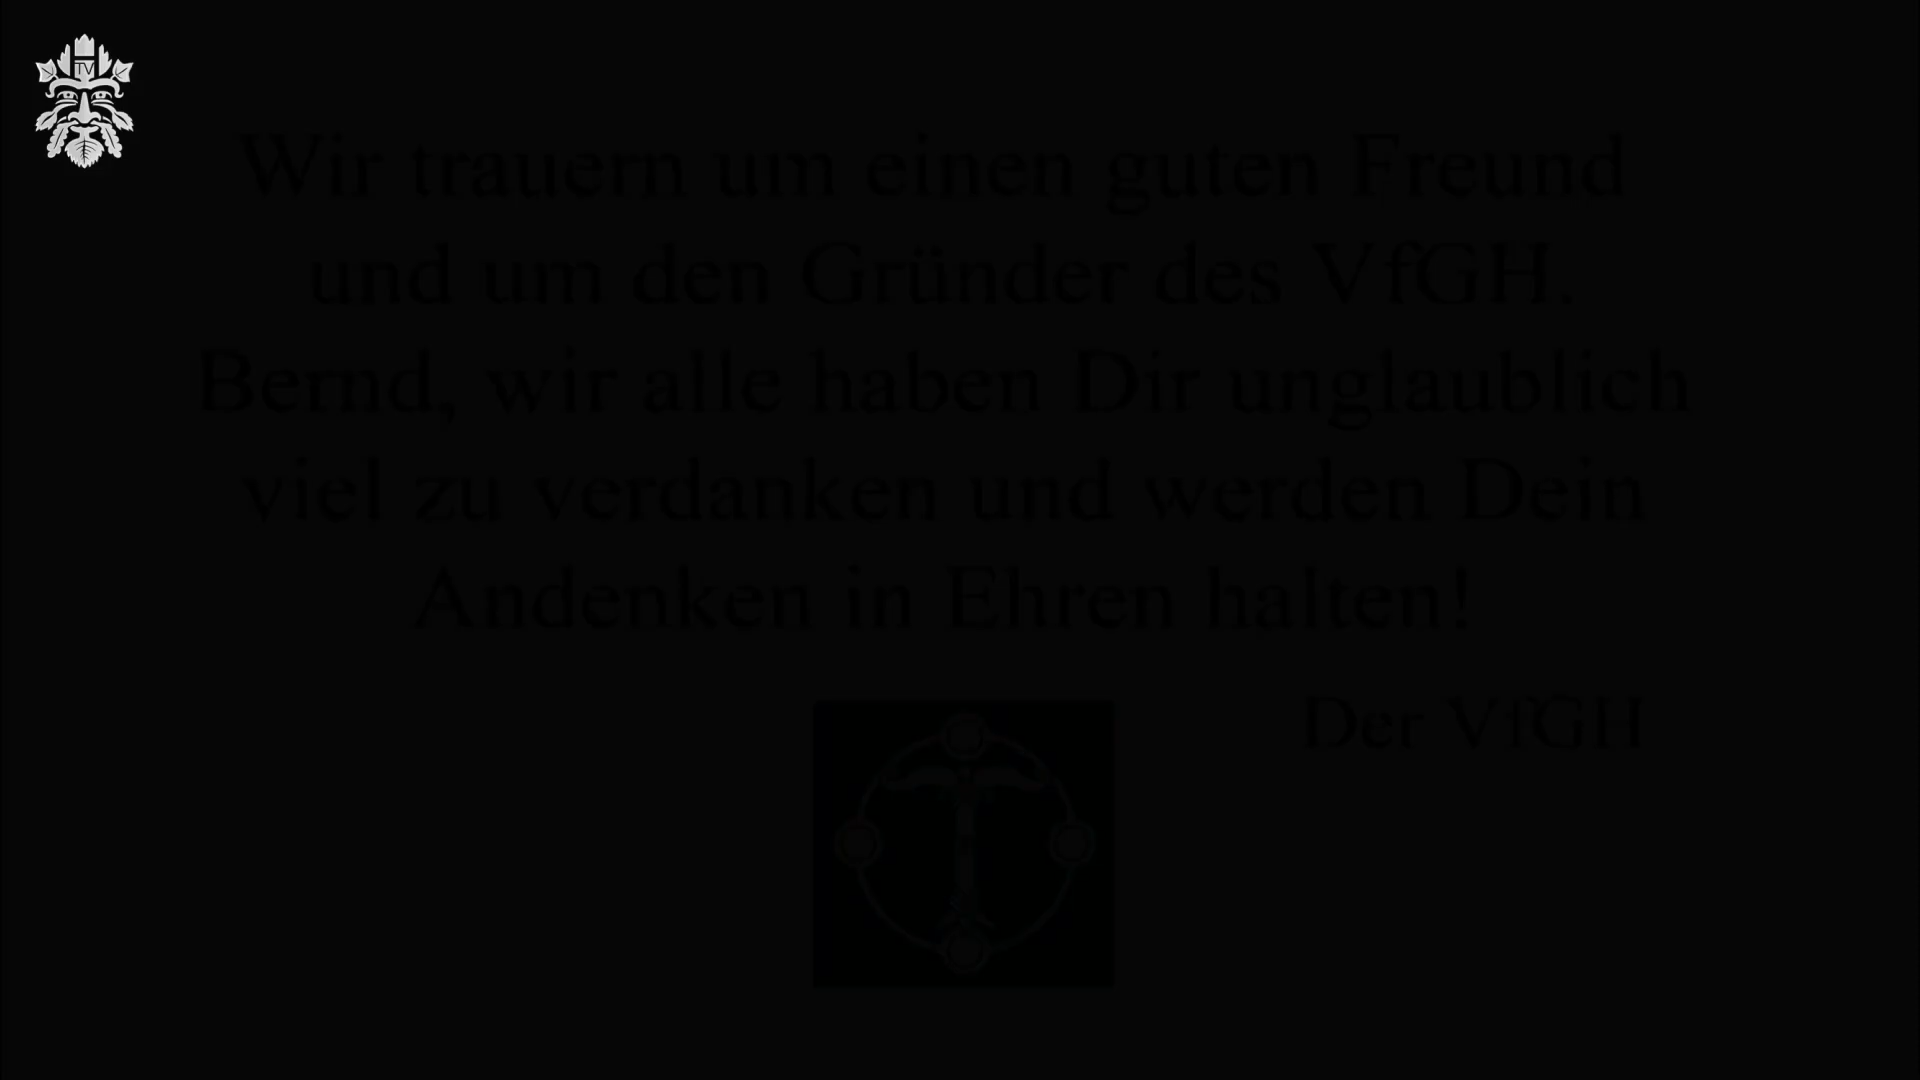 TV
Wir trauern um einen guten Freund
und um den Gründer des VfGH.
Bernd, wir alle haben Dir unglaublich
viel zu verdanken und werden Dein
Andenken in Ehren halten!
Der VfGH